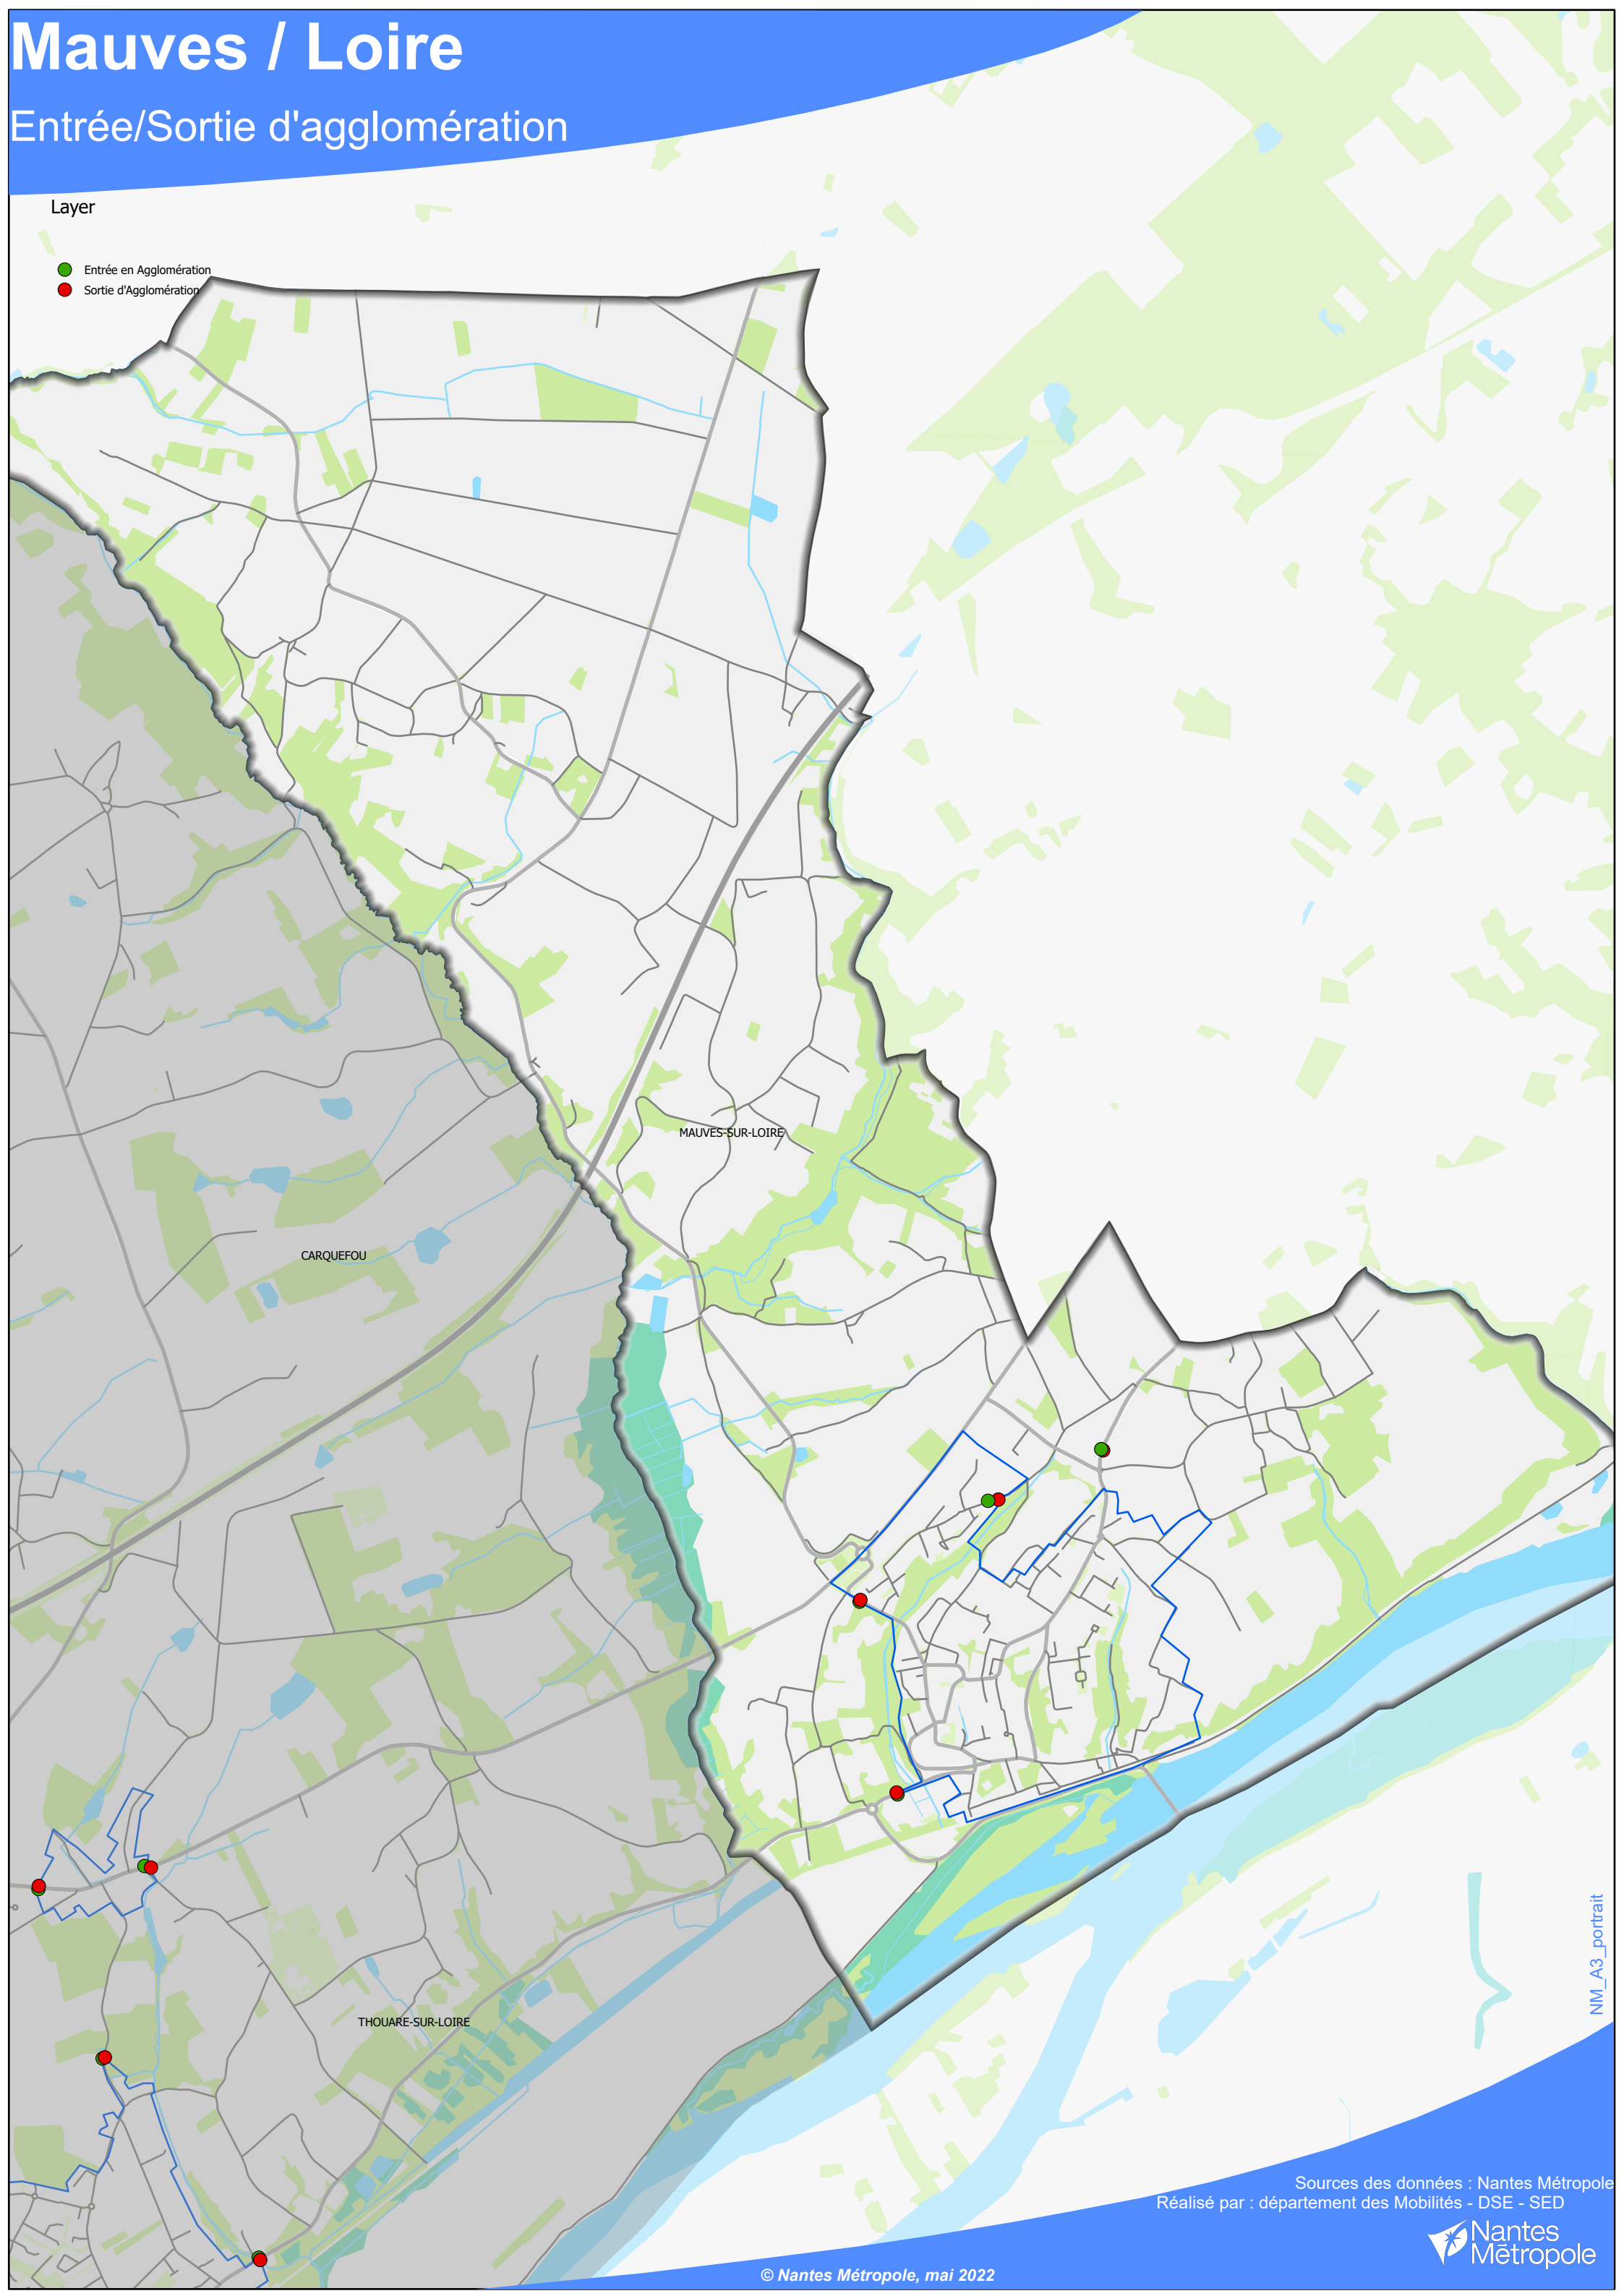 Mauves / Loire
Entrée/Sortie d'agglomération
Layer
Entrée en Agglomération
Sortie d'Agglomération
MAUVES-SUR-LOIRE
CARQUEFOU
THOUARE-SUR-LOIRE
NM_A3_portrait
Sources des données : Nantes Métropole
Réalisé par : département des Mobilités - DSE - SED
Nantes
Métropole
© Nantes Métropole, mai 2022